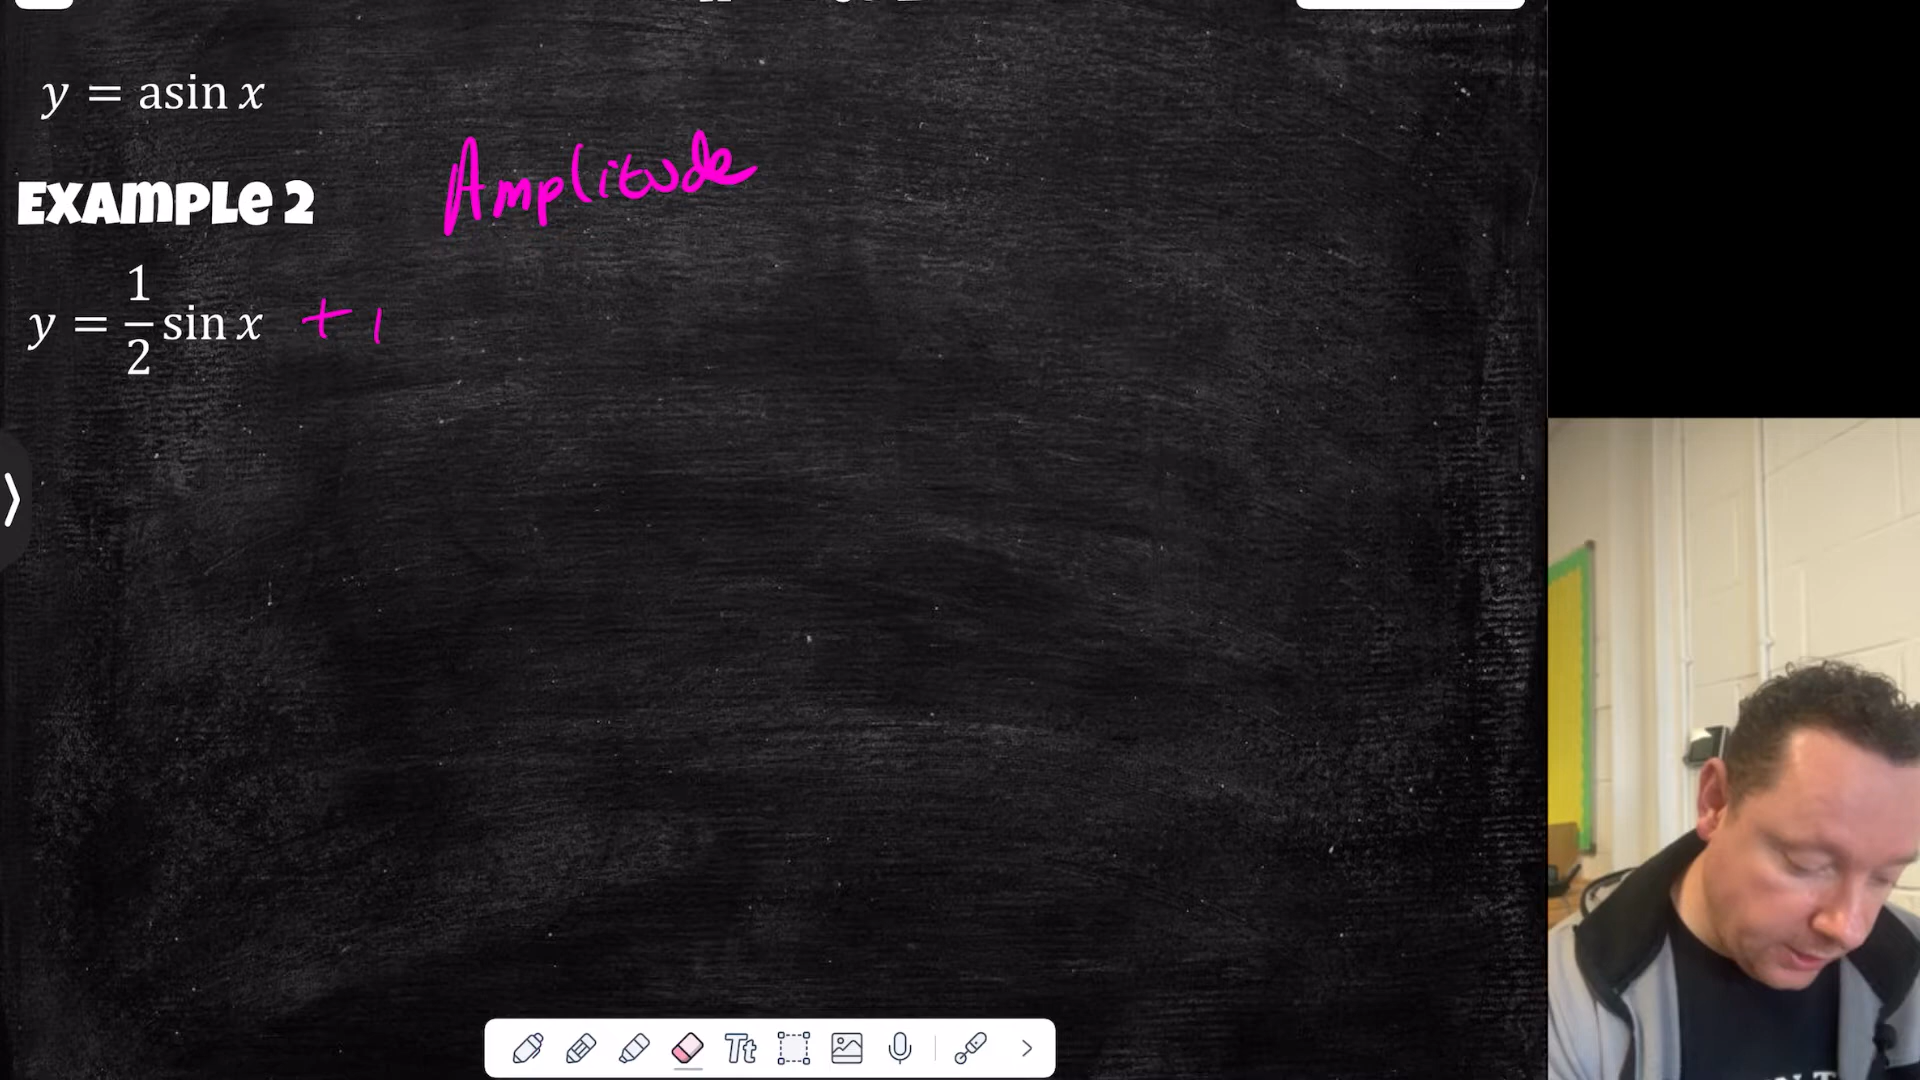 y = asin x
Amplitude
EXAMPLE 2
y = 1/2 sin x + 1